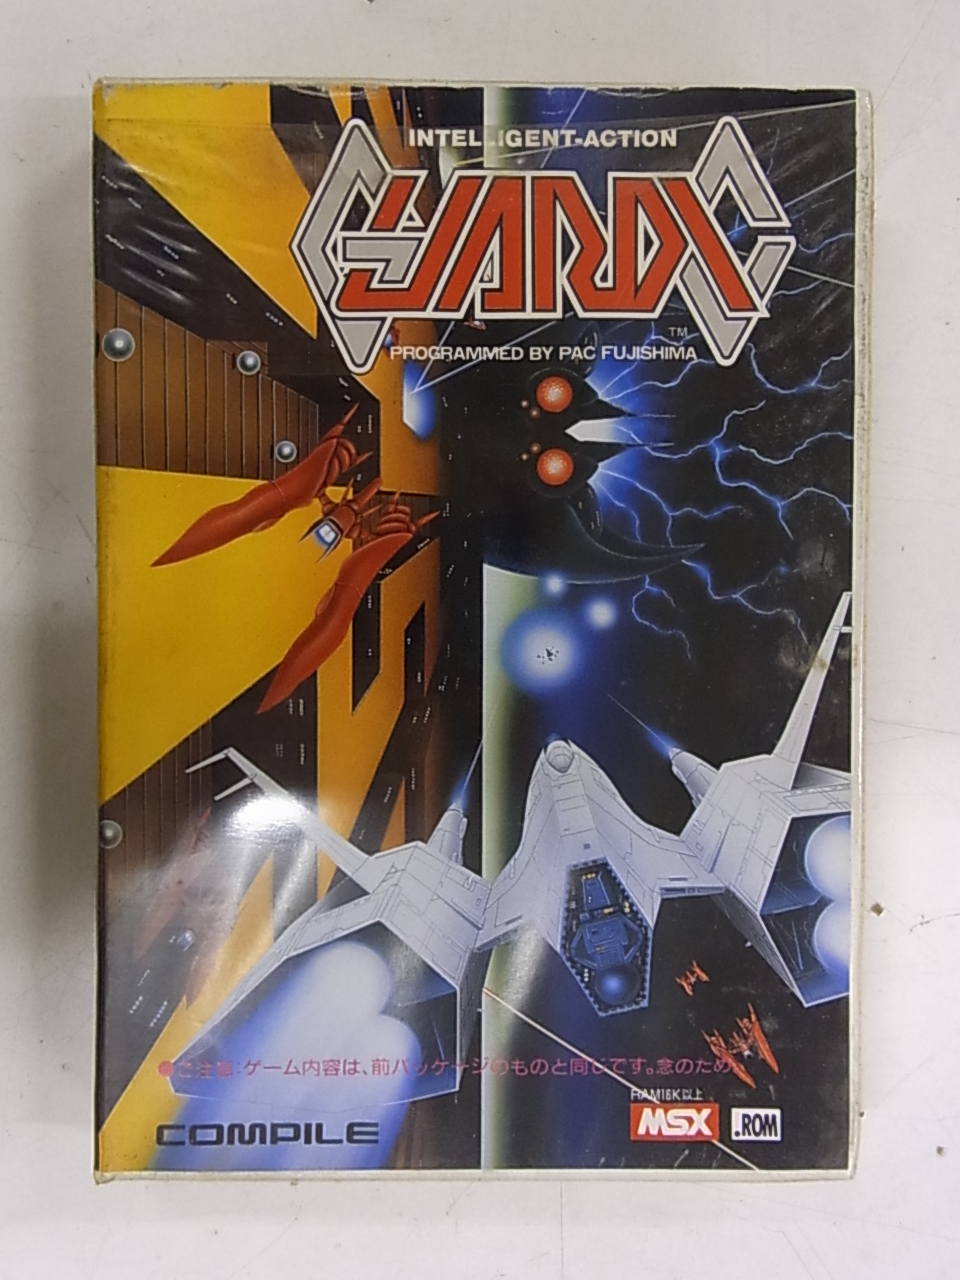 INTELLIGENT-ACTION
GUARDIC
TM
PROGRAMMED BY PAC FUJISHIMA
●ご注意:ゲーム内容は、前パッケージのものと同じです。念のため。
RAM16K以上
COMPILE
MSX
.ROM